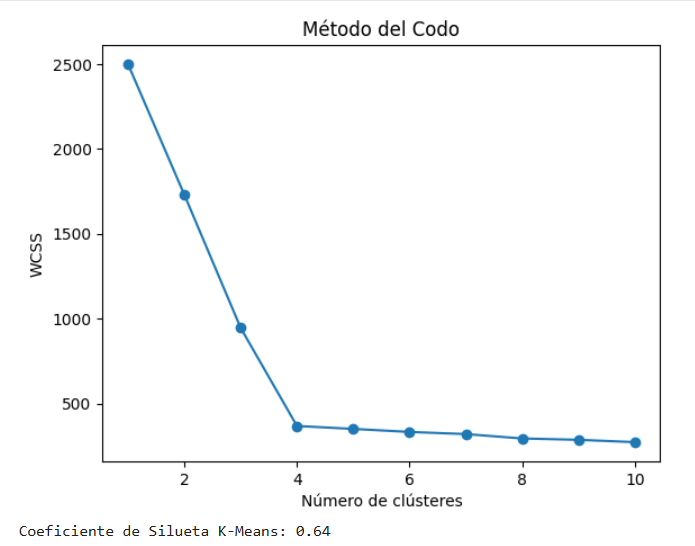 Método del Codo
2500
2000
1500
1000
500
WCSS
2
4
6
8
10
Número de clústeres
Coeficiente de Silueta K-Means: 0.64